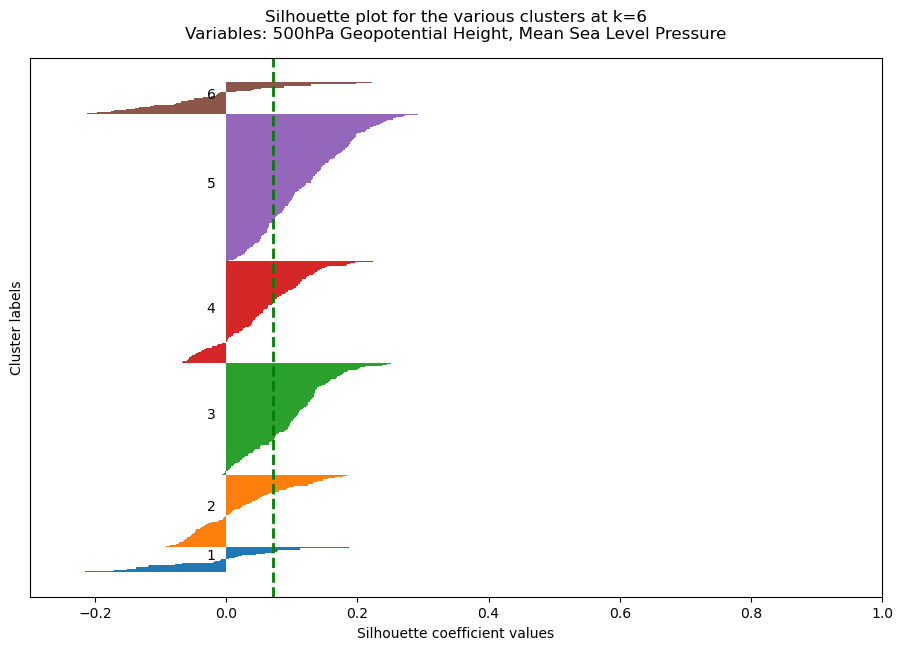 Silhouette plot for the various clusters at k=6
Variables: 500hPa Geopotential Height, Mean Sea Level Pressure
6
5
4
3
2
1
Cluster labels
−0.2 0.0 0.2 0.4 0.6 0.8 1.0
Silhouette coefficient values